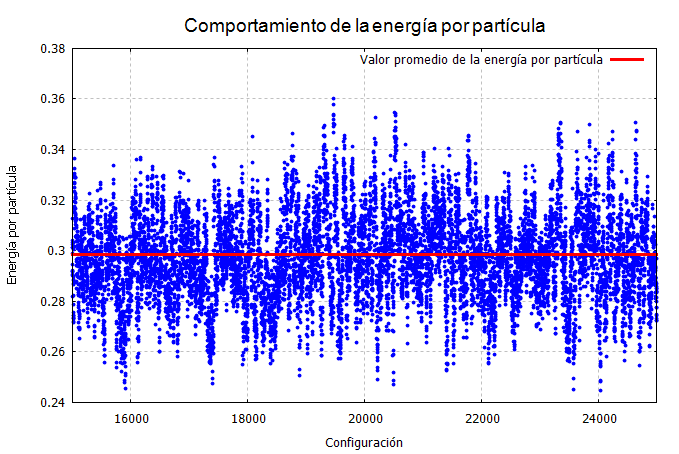 Comportamiento de la energía por partícula
Valor promedio de la energía por partícula
0.38
0.36
0.34
0.32
0.3
0.28
0.26
0.24
Energía por partícula
16000 18000 20000 22000 24000
Configuración